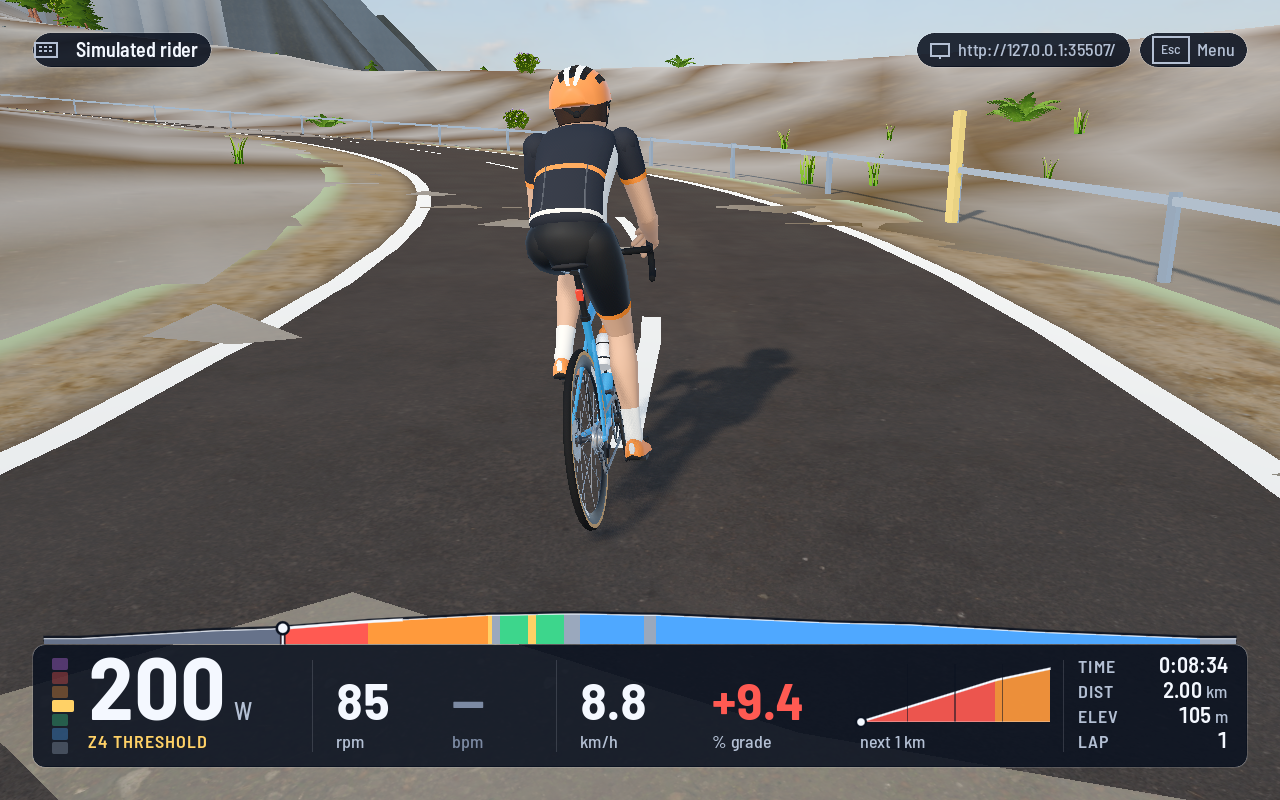 Simulated rider
http://127.0.0.1:35507/
Esc Menu
200 W
Z4 THRESHOLD
85
rpm
—
bpm
8.8
km/h
+9.4
% grade
next 1 km
TIME 0:08:34
DIST 2.00 km
ELEV 105 m
LAP 1